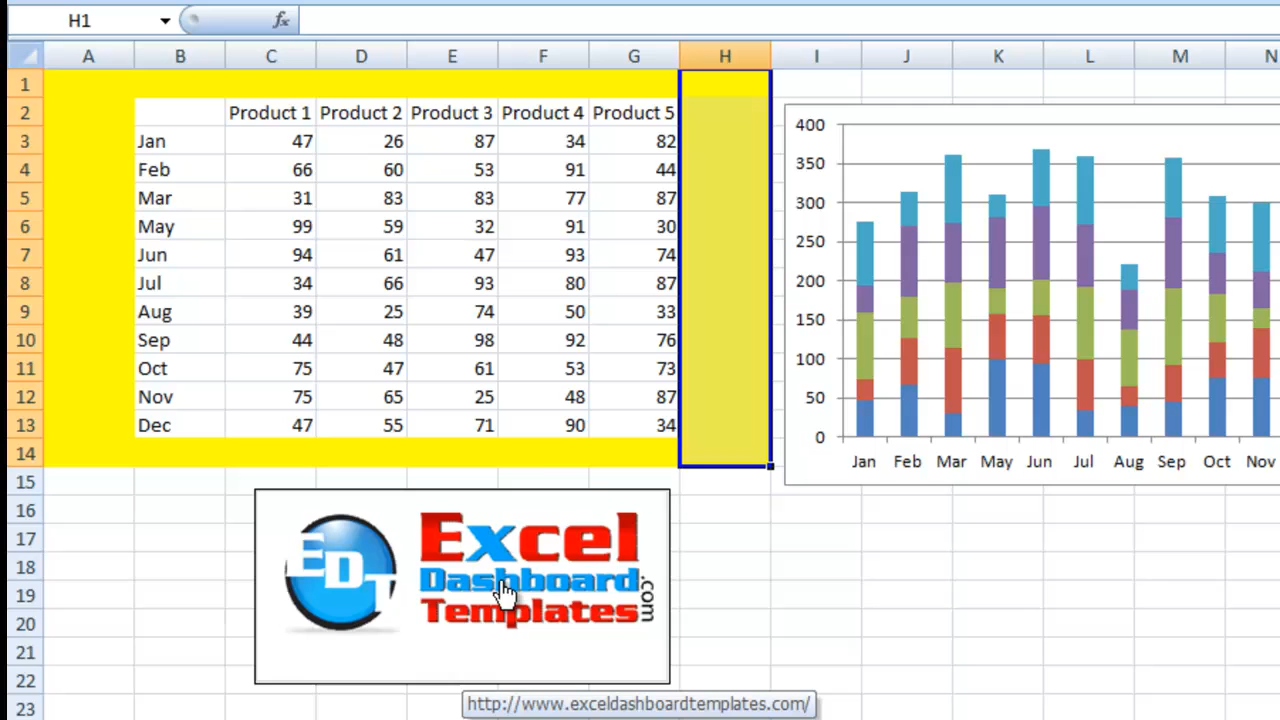 H1
fx
A B C D E F G H I J K L M N
1
2 Product 1 Product 2 Product 3 Product 4 Product 5
3 Jan 47 26 87 34 82
4 Feb 66 60 53 91 44
5 Mar 31 83 83 77 87
6 May 99 59 32 91 30
7 Jun 94 61 47 93 74
8 Jul 34 66 93 80 87
9 Aug 39 25 74 50 33
10 Sep 44 48 98 92 76
11 Oct 75 47 61 53 73
12 Nov 75 65 25 48 87
13 Dec 47 55 71 90 34
14
15
16
17
18
19
20
21
22
23
400
350
300
250
200
150
100
50
0
Jan Feb Mar May Jun Jul Aug Sep Oct Nov
EDT
Excel
Dashboard
Templates
.com
http://www.exceldashboardtemplates.com/